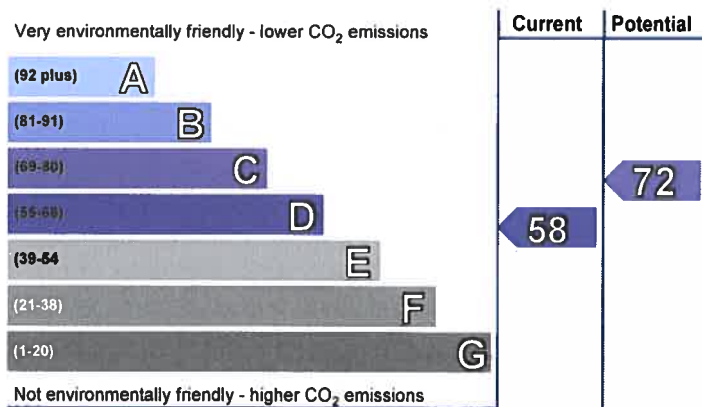 Very environmentally friendly - lower CO₂ emissions
Current
Potential
(92 plus) A
(81-91) B
(69-80) C
72
(55-68) D
58
(39-54 E
(21-38) F
(1-20) G
Not environmentally friendly - higher CO₂ emissions